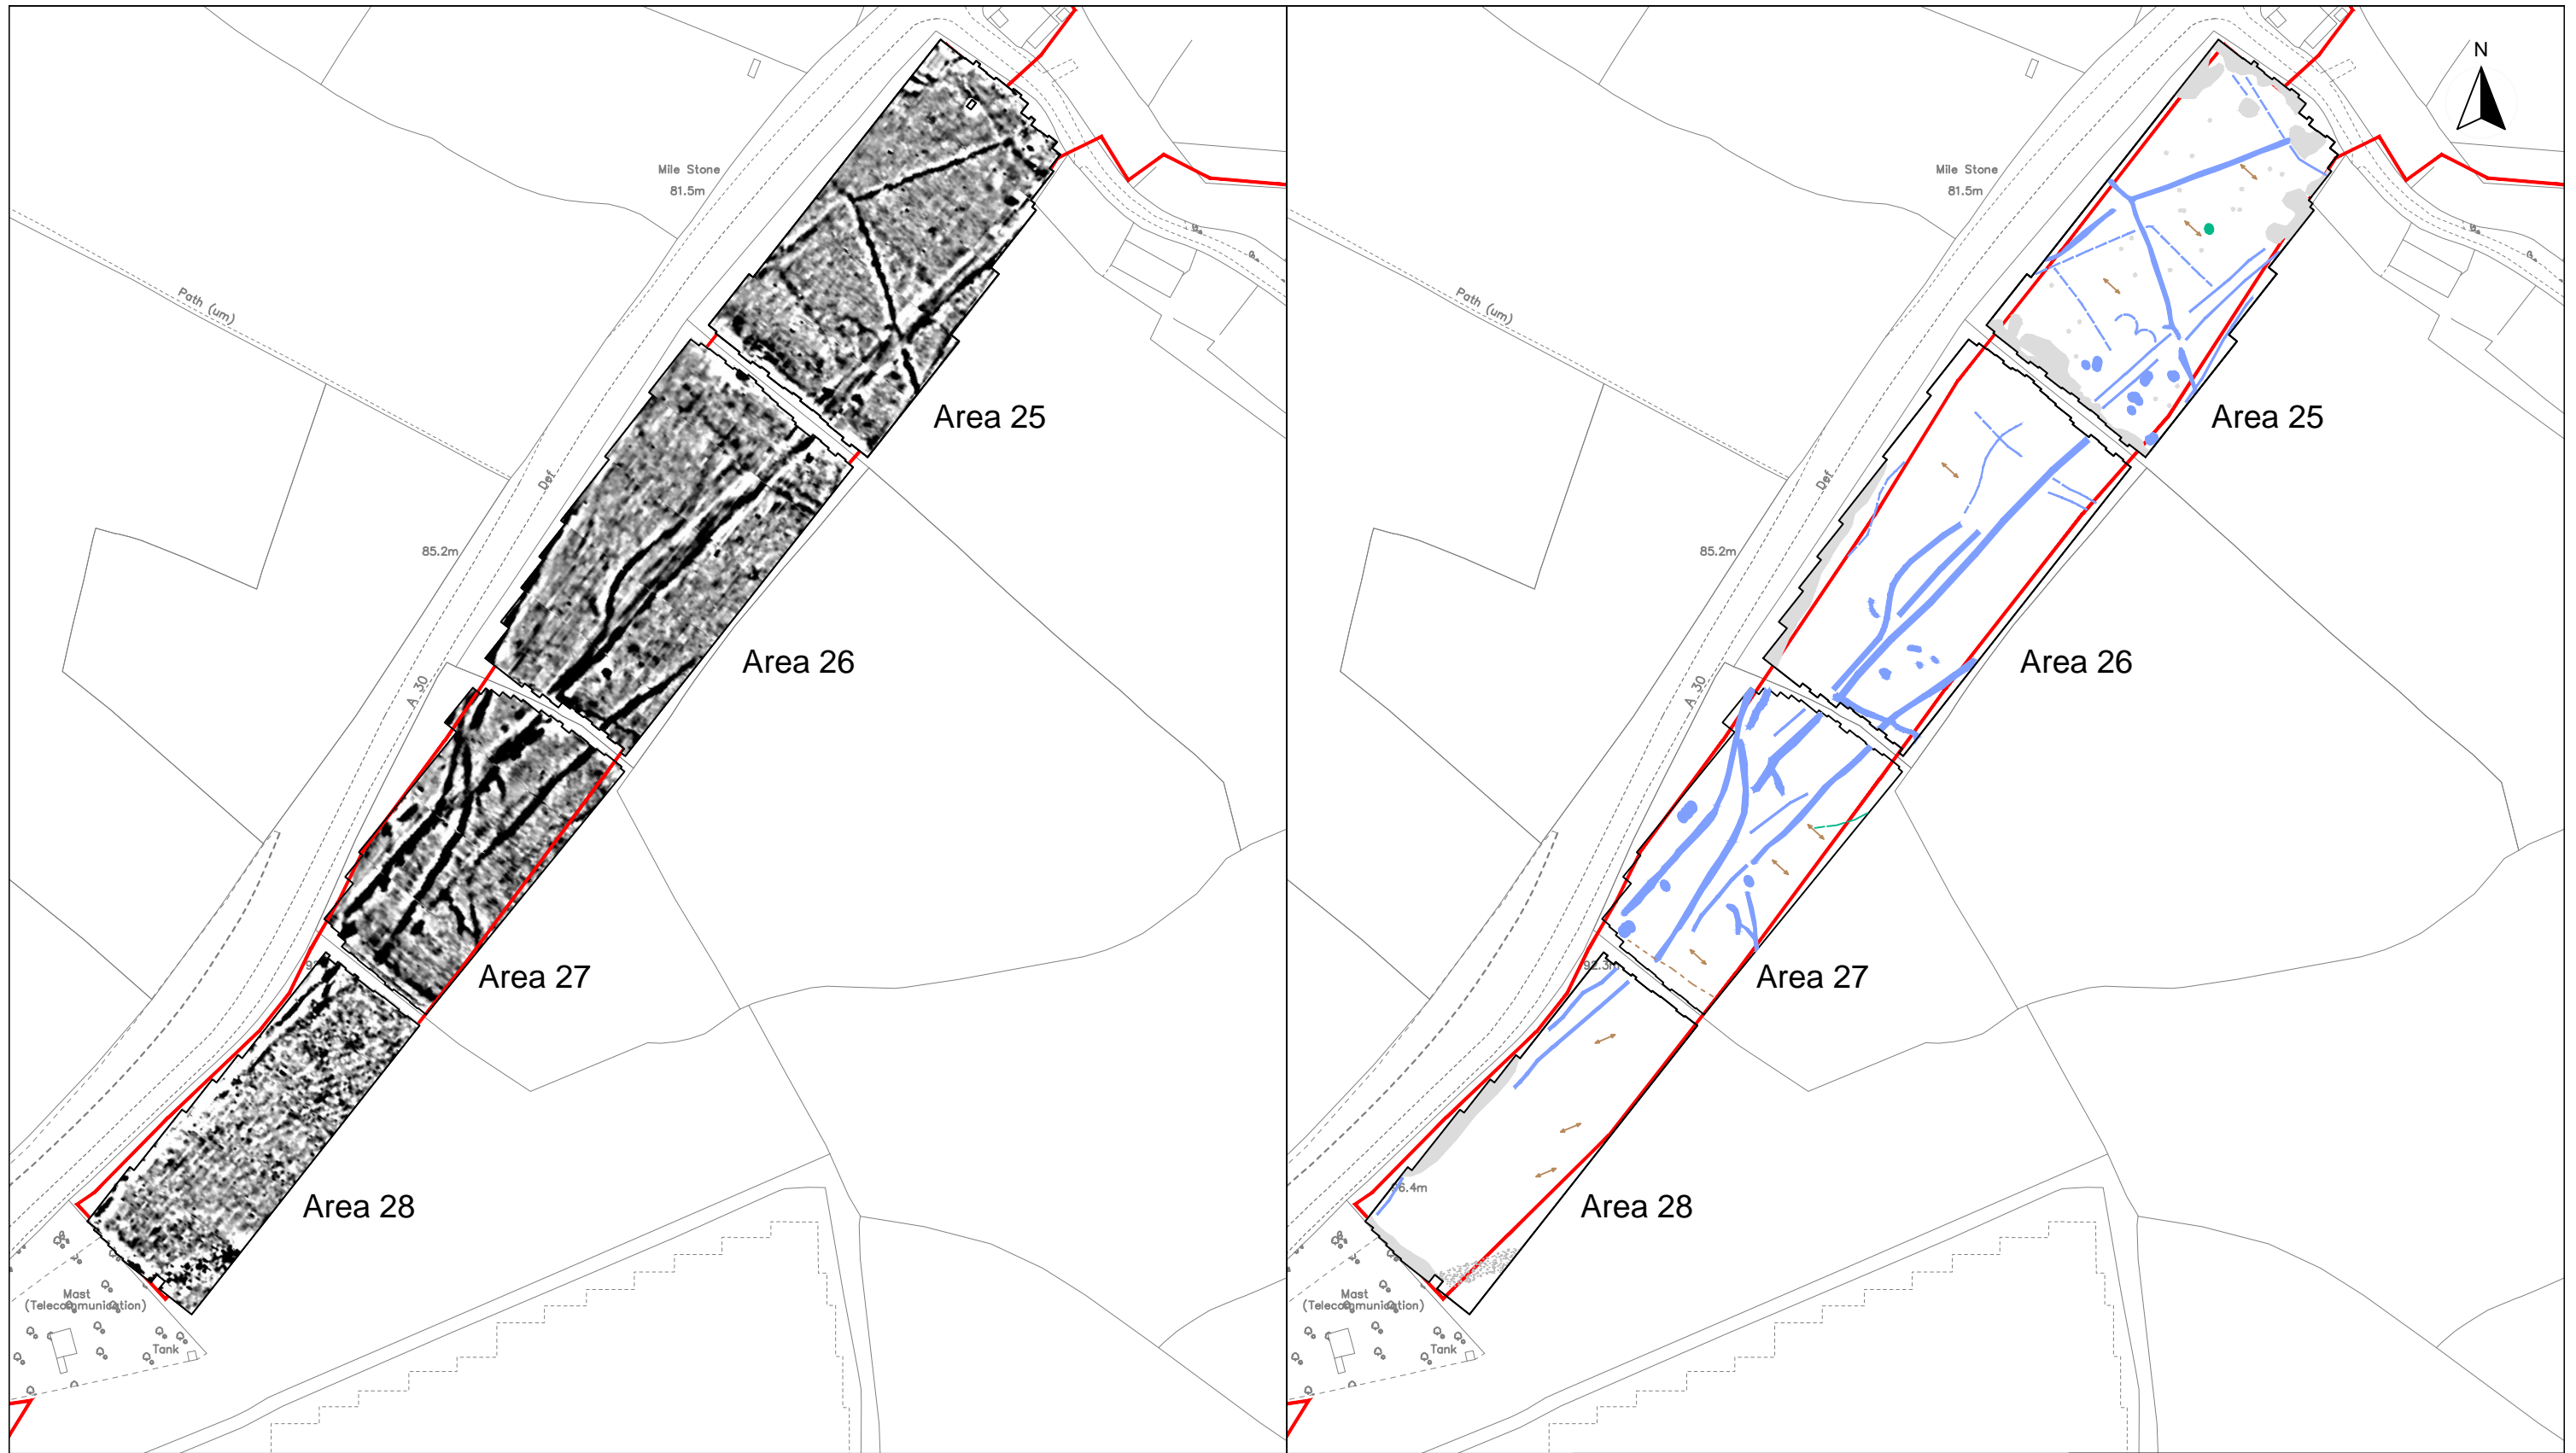 Mile Stone
81.5m
Path (um)
Def
85.2m
A 30
Area 25
Area 26
Area 27
Area 28
Mast
(Telecommunication)
Tank
N
Mile Stone
81.5m
Path (um)
Def
85.2m
A 30
92.3m
Area 25
Area 26
Area 27
Area 28
Mast
(Telecommunication)
Tank